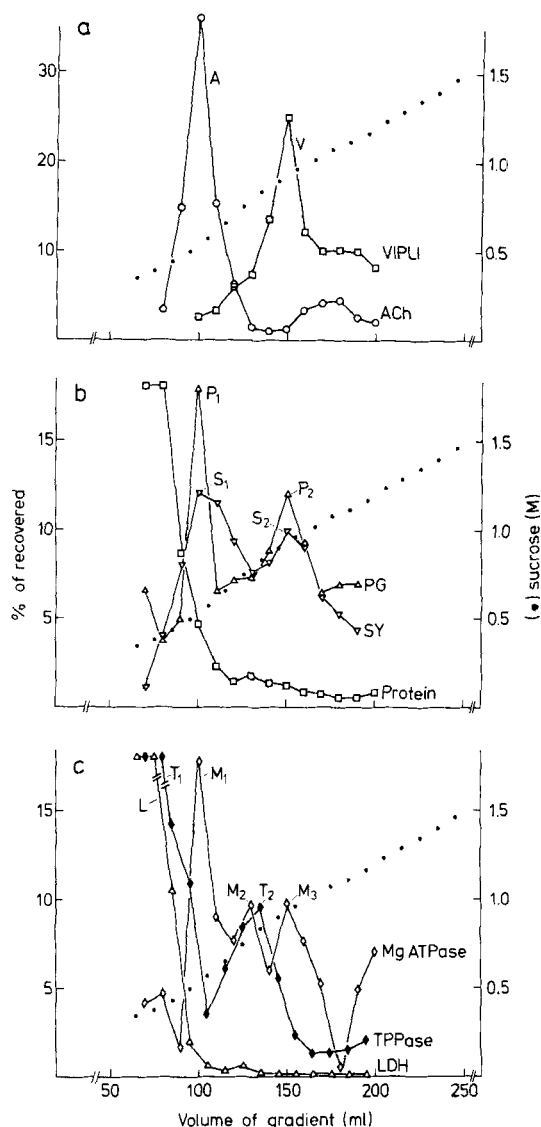 a
A
V
VIPLI
ACh
30
20
10
1.5
1.0
0.5
b
P1
S1
S2
P2
PG
SY
Protein
15
10
5
1.5
1.0
0.5
% of recovered
(•) sucrose (M)
c
L
T1
M1
M2
T2
M3
Mg ATPase
TPPase
LDH
15
10
5
1.5
1.0
0.5
50 100 150 200 250
Volume of gradient (ml)